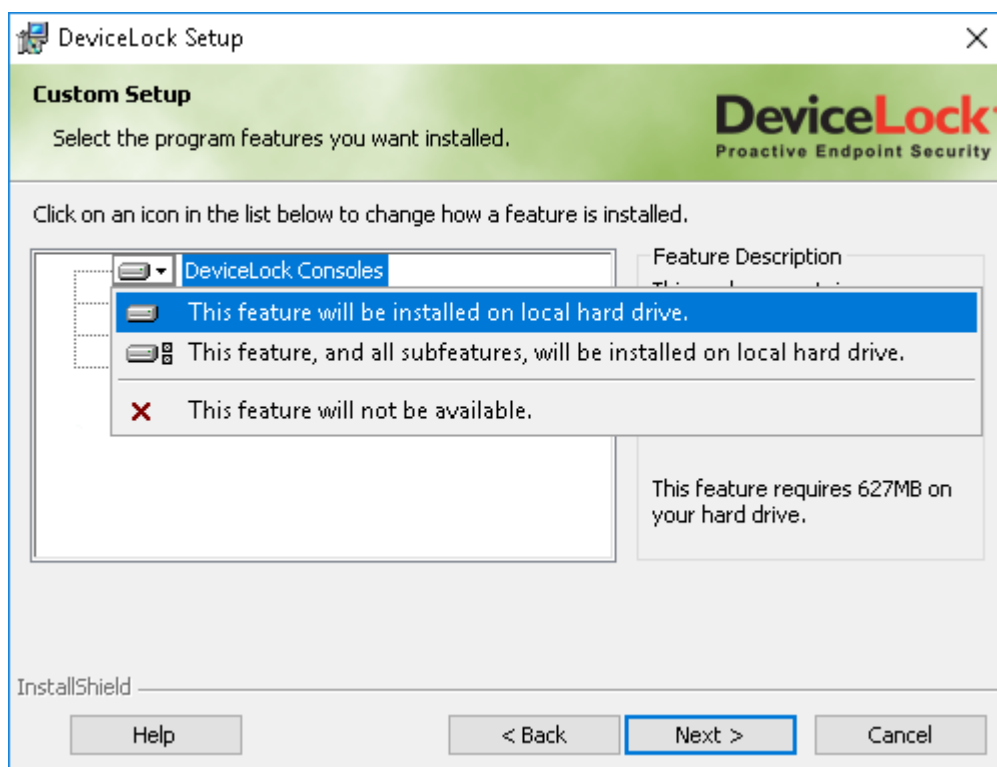 DeviceLock Setup
Custom Setup
Select the program features you want installed.
DeviceLock
Proactive Endpoint Security
Click on an icon in the list below to change how a feature is installed.
DeviceLock Consoles
Feature Description
This feature will be installed on local hard drive.
This feature, and all subfeatures, will be installed on local hard drive.
This feature will not be available.
This feature requires 627MB on
your hard drive.
InstallShield
Help
< Back
Next >
Cancel